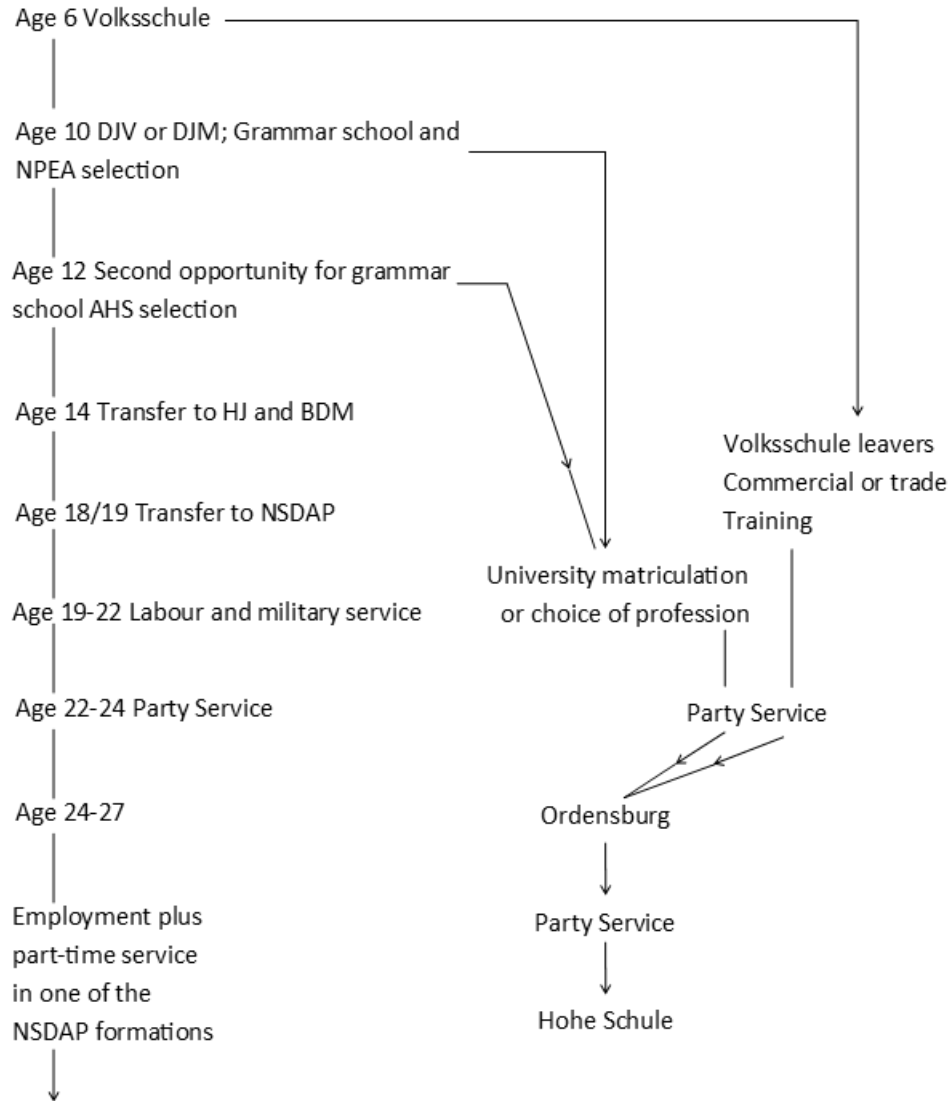 Age 6 Volksschule
Age 10 DJV or DJM; Grammar school and
NPEA selection
Age 12 Second opportunity for grammar
school AHS selection
Age 14 Transfer to HJ and BDM
Age 18/19 Transfer to NSDAP
Age 19-22 Labour and military service
Age 22-24 Party Service
Age 24-27
Employment plus
part-time service
in one of the
NSDAP formations
University matriculation
or choice of profession
Volksschule leavers
Commercial or trade
Training
Party Service
Ordensburg
Party Service
Hohe Schule